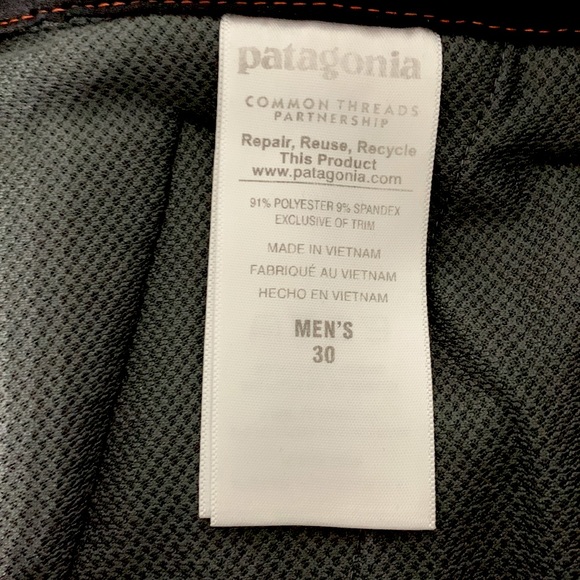 patagonia
COMMON THREADS
PARTNERSHIP
Repair, Reuse, Recycle
This Product
www.patagonia.com
91% POLYESTER 9% SPANDEX
EXCLUSIVE OF TRIM
MADE IN VIETNAM
FABRIQUÉ AU VIETNAM
HECHO EN VIETNAM
MEN'S
30